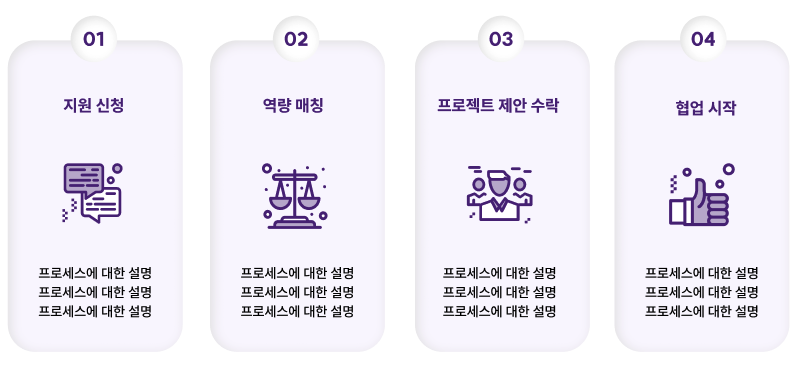 01
지원 신청
프로세스에 대한 설명
프로세스에 대한 설명
프로세스에 대한 설명
02
역량 매칭
프로세스에 대한 설명
프로세스에 대한 설명
프로세스에 대한 설명
03
프로젝트 제안 수락
프로세스에 대한 설명
프로세스에 대한 설명
프로세스에 대한 설명
04
협업 시작
프로세스에 대한 설명
프로세스에 대한 설명
프로세스에 대한 설명